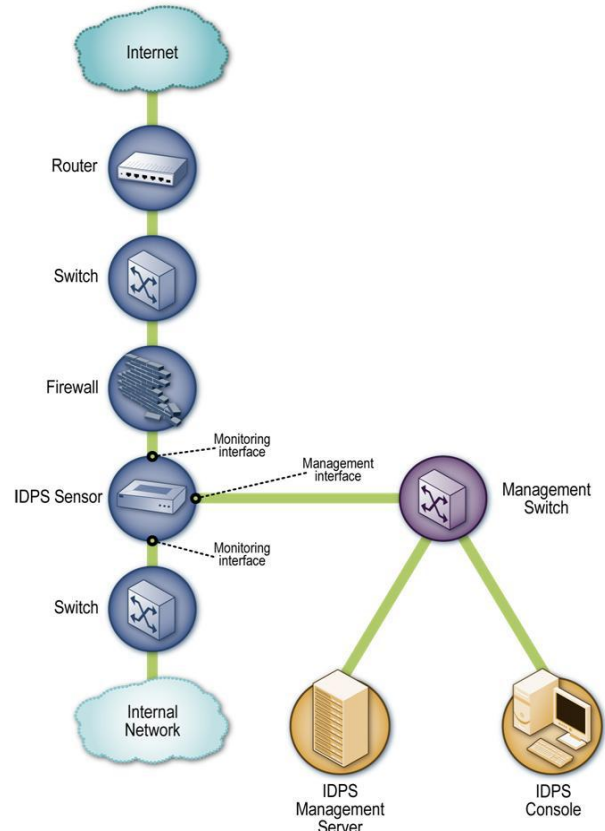 Internet
Router
Switch
Firewall
Monitoring
interface
Management
interface
IDPS Sensor
Management
Switch
Monitoring
interface
Switch
Internal
Network
IDPS
Management
Server
IDPS
Console